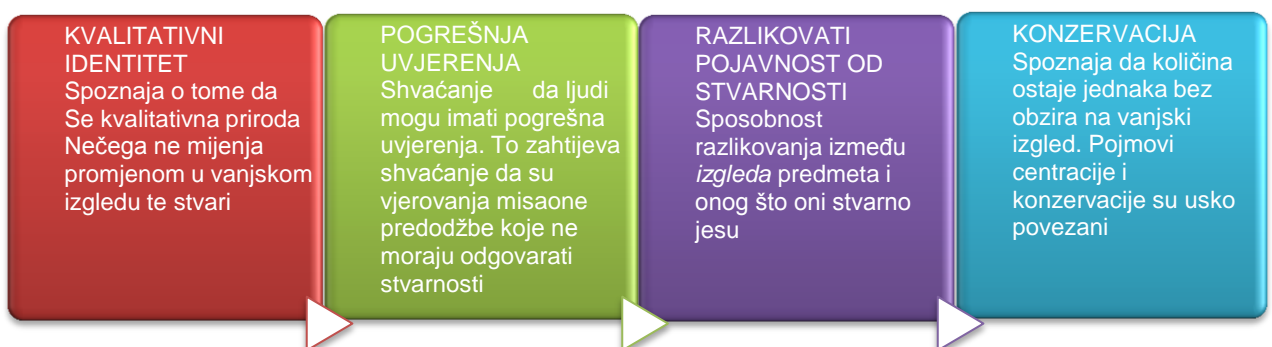 KVALITATIVNI
IDENTITET
Spoznaja o tome da
Se kvalitativna priroda
Nečega ne mijenja
promjenom u vanjskom
izgledu te stvari
POGREŠNJA
UVJERENJA
Shvaćanje da ljudi
mogu imati pogrešna
uvjerenja. To zahtijeva
shvaćanje da su
vjerovanja misaone
predodžbe koje ne
moraju odgovarati
stvarnosti
RAZLIKOVATI
POJAVNOST OD
STVARNOSTI
Sposobnost
razlikovanja između
izgleda predmeta i
onog što oni stvarno
jesu
KONZERVACIJA
Spoznaja da količina
ostaje jednaka bez
obzira na vanjski
izgled. Pojmovi
centracije i
konzervacije su usko
povezani